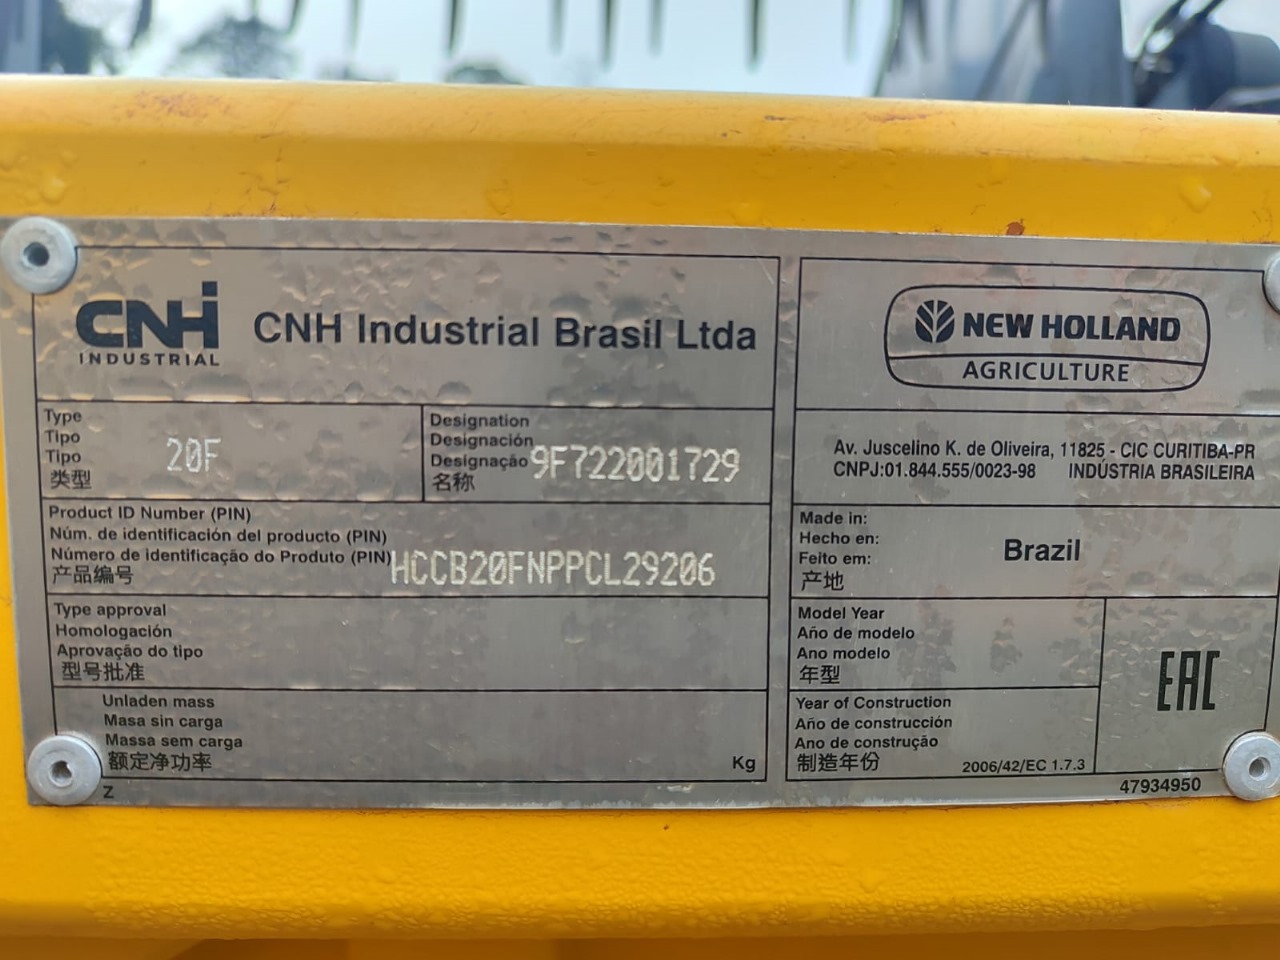 CNH
INDUSTRIAL
CNH Industrial Brasil Ltda
Type
Tipo
Tipo
类型
20F
Designation
Designación
Designação
名称
9F722001729
Product ID Number (PIN)
Núm. de identificación del producto (PIN)
Número de identificação do Produto (PIN)
产品编号
HCCB20FNPPCL29206
Type approval
Homologación
Aprovação do tipo
型号批准
Unladen mass
Masa sin carga
Massa sem carga
额定净功率
Kg
Z
NEW HOLLAND
AGRICULTURE
Av. Juscelino K. de Oliveira, 11825 - CIC CURITIBA-PR
CNPJ:01.844.555/0023-98 INDÚSTRIA BRASILEIRA
Made in:
Hecho en:
Feito em:
产地
Brazil
Model Year
Año de modelo
Ano modelo
年型
Year of Construction
Año de construcción
Ano de construção
制造年份
2006/42/EC 1.7.3
EAC
47934950